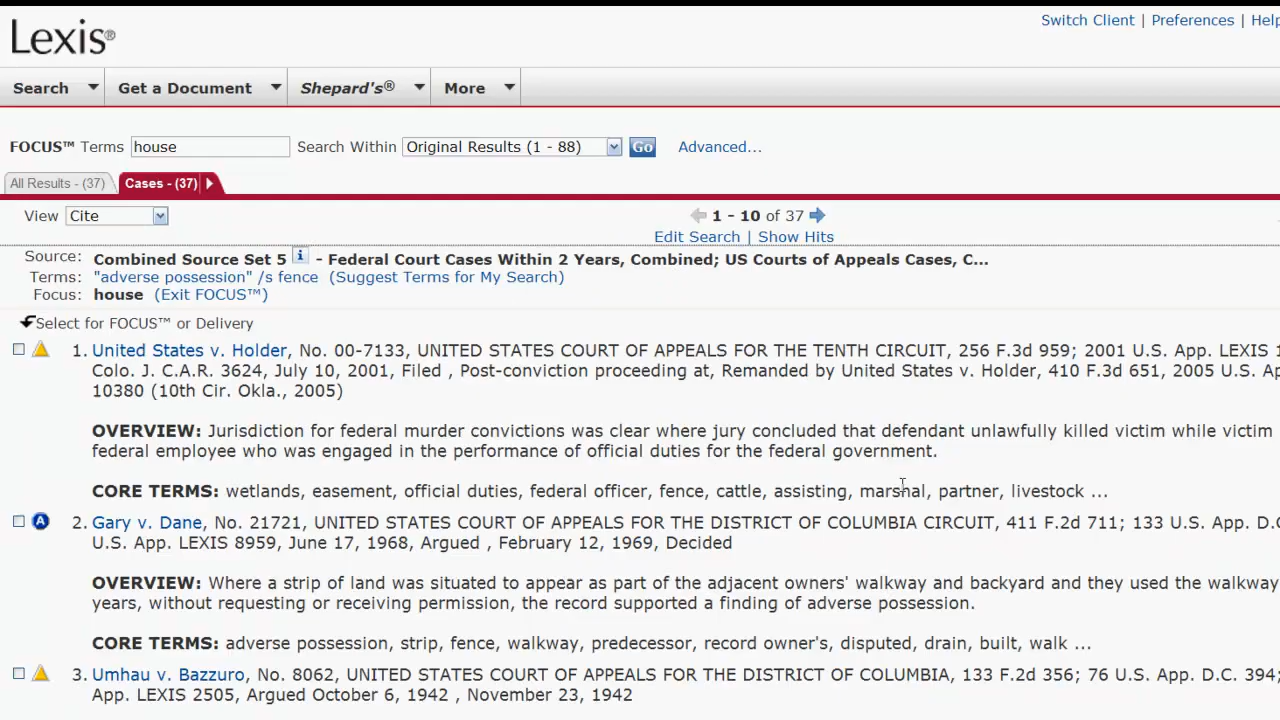 Lexis®
Switch Client | Preferences | Help
Search Get a Document Shepard's® More
FOCUS™ Terms house Search Within Original Results (1 - 88) Go Advanced...
All Results - (37) Cases - (37)
View Cite 1 - 10 of 37
Edit Search | Show Hits
Source: Combined Source Set 5 i - Federal Court Cases Within 2 Years, Combined; US Courts of Appeals Cases, C...
Terms: "adverse possession" /s fence (Suggest Terms for My Search)
Focus: house (Exit FOCUS™)
Select for FOCUS™ or Delivery
1. United States v. Holder, No. 00-7133, UNITED STATES COURT OF APPEALS FOR THE TENTH CIRCUIT, 256 F.3d 959; 2001 U.S. App. LEXIS
Colo. J. C.A.R. 3624, July 10, 2001, Filed , Post-conviction proceeding at, Remanded by United States v. Holder, 410 F.3d 651, 2005 U.S.
10380 (10th Cir. Okla., 2005)
OVERVIEW: Jurisdiction for federal murder convictions was clear where jury concluded that defendant unlawfully killed victim while victim
federal employee who was engaged in the performance of official duties for the federal government.
CORE TERMS: wetlands, easement, official duties, federal officer, fence, cattle, assisting, marshal, partner, livestock ...
A 2. Gary v. Dane, No. 21721, UNITED STATES COURT OF APPEALS FOR THE DISTRICT OF COLUMBIA CIRCUIT, 411 F.2d 711; 133 U.S. App.
U.S. App. LEXIS 8959, June 17, 1968, Argued , February 12, 1969, Decided
OVERVIEW: Where a strip of land was situated to appear as part of the adjacent owners' walkway and backyard and they used the walkway
years, without requesting or receiving permission, the record supported a finding of adverse possession.
CORE TERMS: adverse possession, strip, fence, walkway, predecessor, record owner's, disputed, drain, built, walk ...
3. Umhau v. Bazzuro, No. 8062, UNITED STATES COURT OF APPEALS FOR THE DISTRICT OF COLUMBIA, 133 F.2d 356; 76 U.S. App. D.C. 394;
App. LEXIS 2505, Argued October 6, 1942 , November 23, 1942